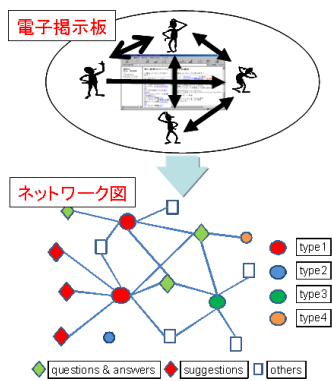 電子掲示板
ネットワーク図
type1
type2
type3
type4
questions & answers
suggestions
others